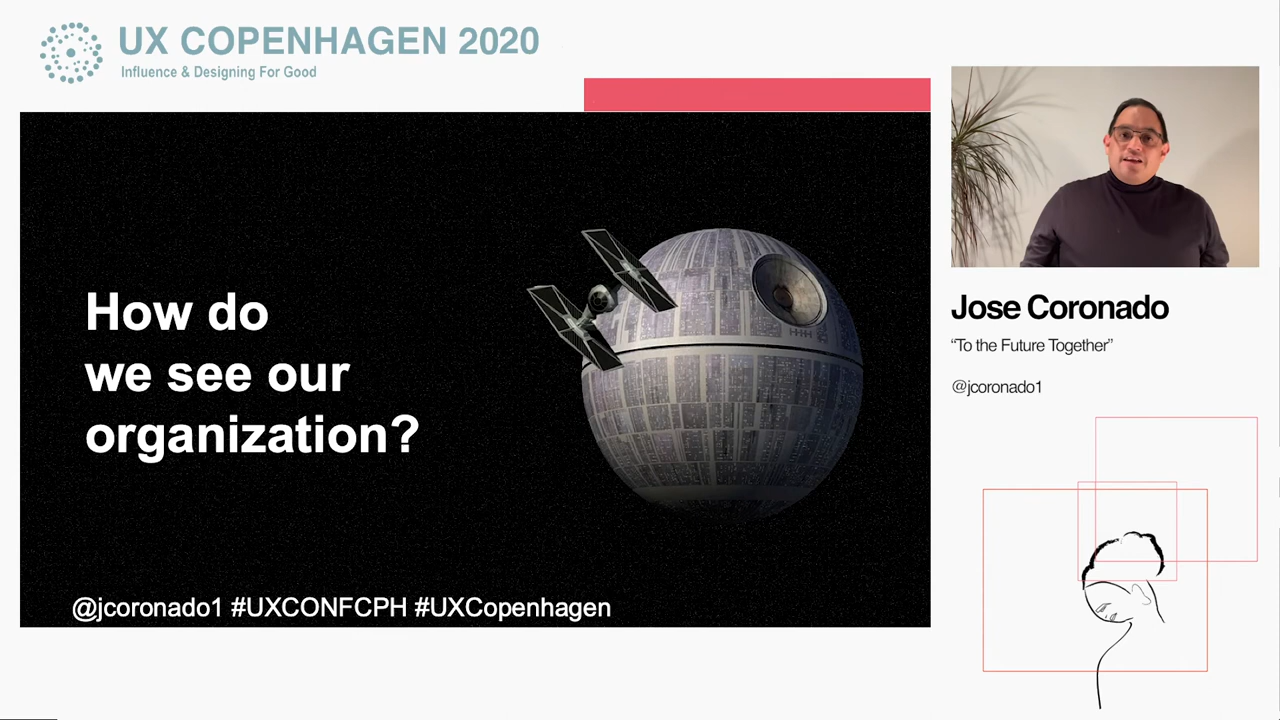 UX COPENHAGEN 2020
Influence & Designing For Good
How do
we see our
organization?
@jcoronado1 #UXCONFCPH #UXCopenhagen
Jose Coronado
“To the Future Together”
@jcoronado1